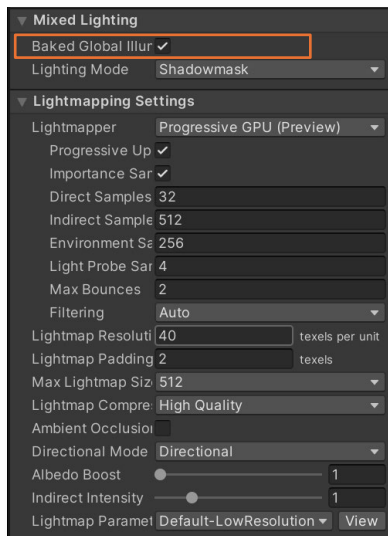 Mixed Lighting
Baked Global Illur
Lighting Mode Shadowmask
Lightmapping Settings
Lightmapper Progressive GPU (Preview)
Progressive Up
Importance Sar
Direct Samples 32
Indirect Sample 512
Environment Sa 256
Light Probe Sar 4
Max Bounces 2
Filtering Auto
Lightmap Resoluti 40 texels per unit
Lightmap Padding 2 texels
Max Lightmap Siz 512
Lightmap Compre: High Quality
Ambient Occlusion
Directional Mode Directional
Albedo Boost 1
Indirect Intensity 1
Lightmap Paramet Default-LowResolution View